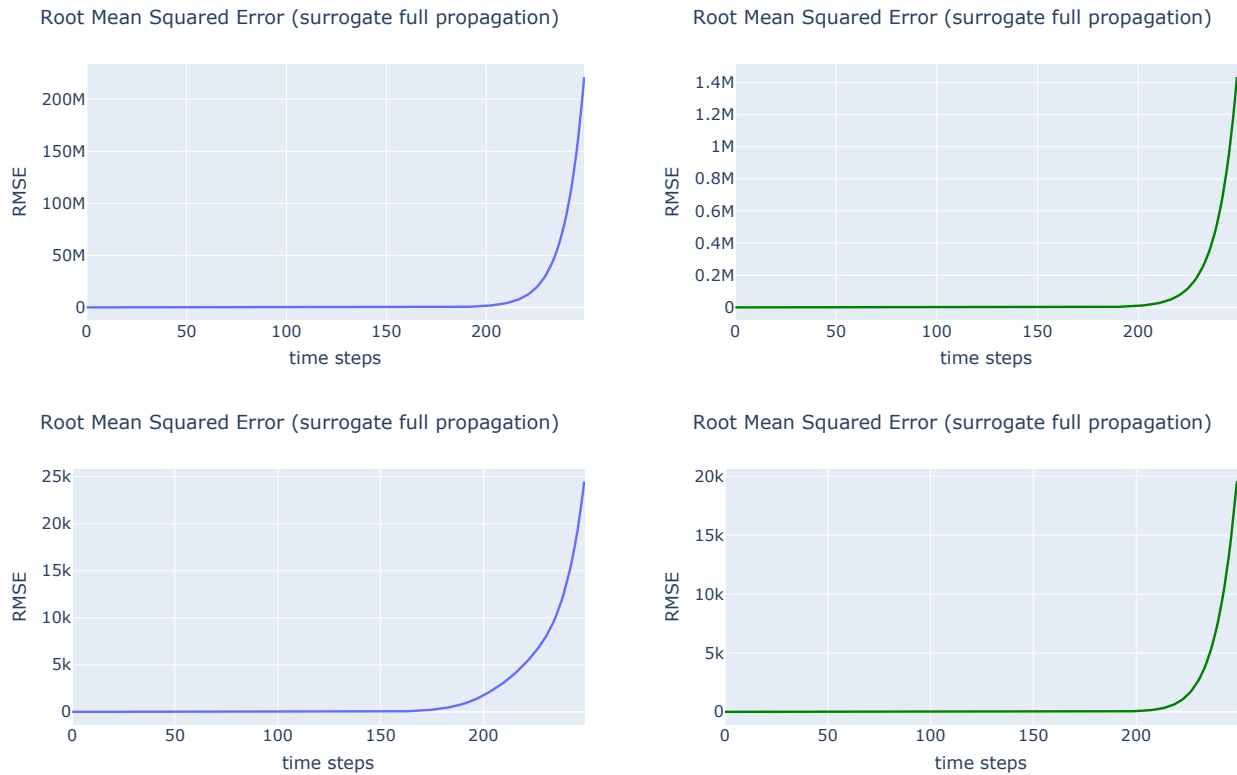 Root Mean Squared Error (surrogate full propagation)
200M
150M
100M
50M
0
RMSE
0 50 100 150 200
time steps
Root Mean Squared Error (surrogate full propagation)
1.4M
1.2M
1M
0.8M
0.6M
0.4M
0.2M
0
RMSE
0 50 100 150 200
time steps
Root Mean Squared Error (surrogate full propagation)
25k
20k
15k
10k
5k
0
RMSE
0 50 100 150 200
time steps
Root Mean Squared Error (surrogate full propagation)
20k
15k
10k
5k
0
RMSE
0 50 100 150 200
time steps